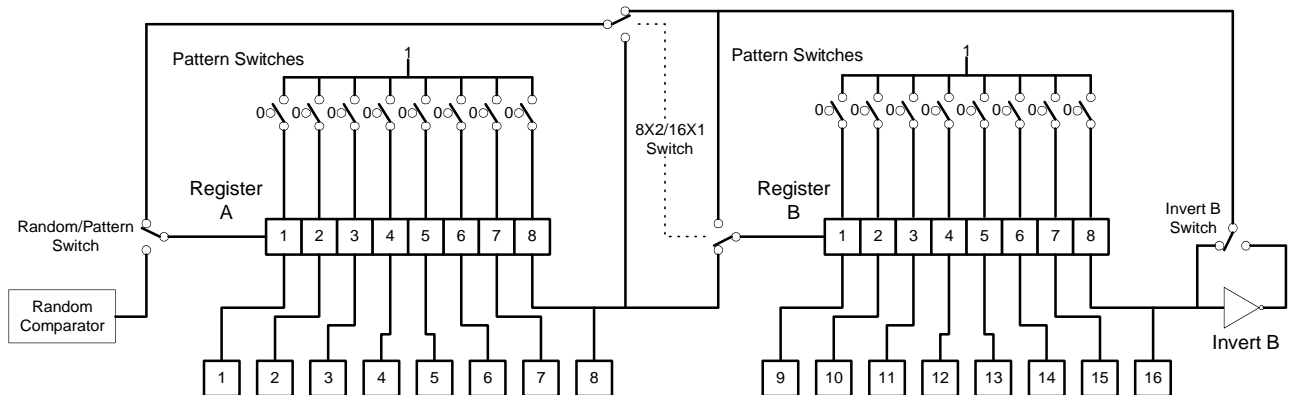 1
1
Pattern Switches
Pattern Switches
0 0 0 0 0 0 0 0
0 0 0 0 0 0 0 0
8X2/16X1
Switch
Register
A
Register
B
Random/Pattern
Switch
Invert B
Switch
1 2 3 4 5 6 7 8
1 2 3 4 5 6 7 8
Random
Comparator
Invert B
1 2 3 4 5 6 7 8
9 10 11 12 13 14 15 16